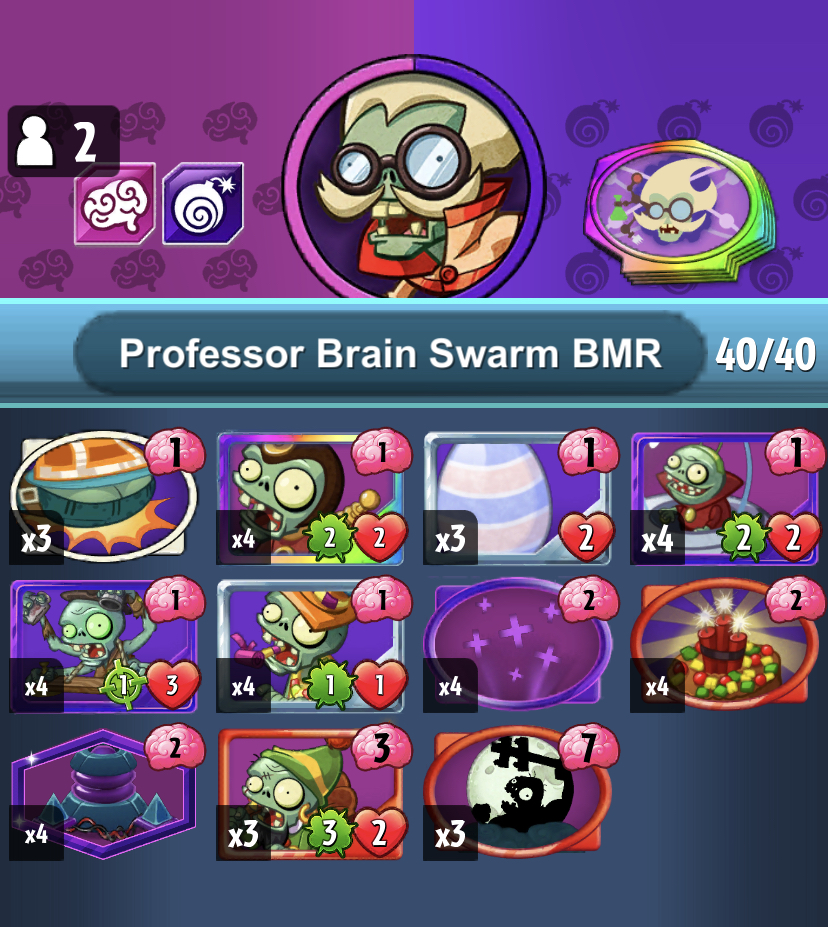 2
Professor Brain Swarm BMR 40/40
1 1 1 1
x3 x4 2 2 x3 2 x4 2 2
1 1 2 2
x4 1 3 x4 1 1 x4 x4
2 3 7
x4 x3 3 2 x3